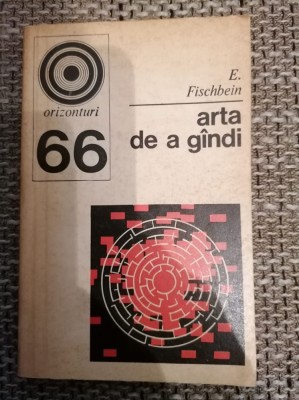 orizonturi
66
E.
Fischbein
arta
de a gîndi